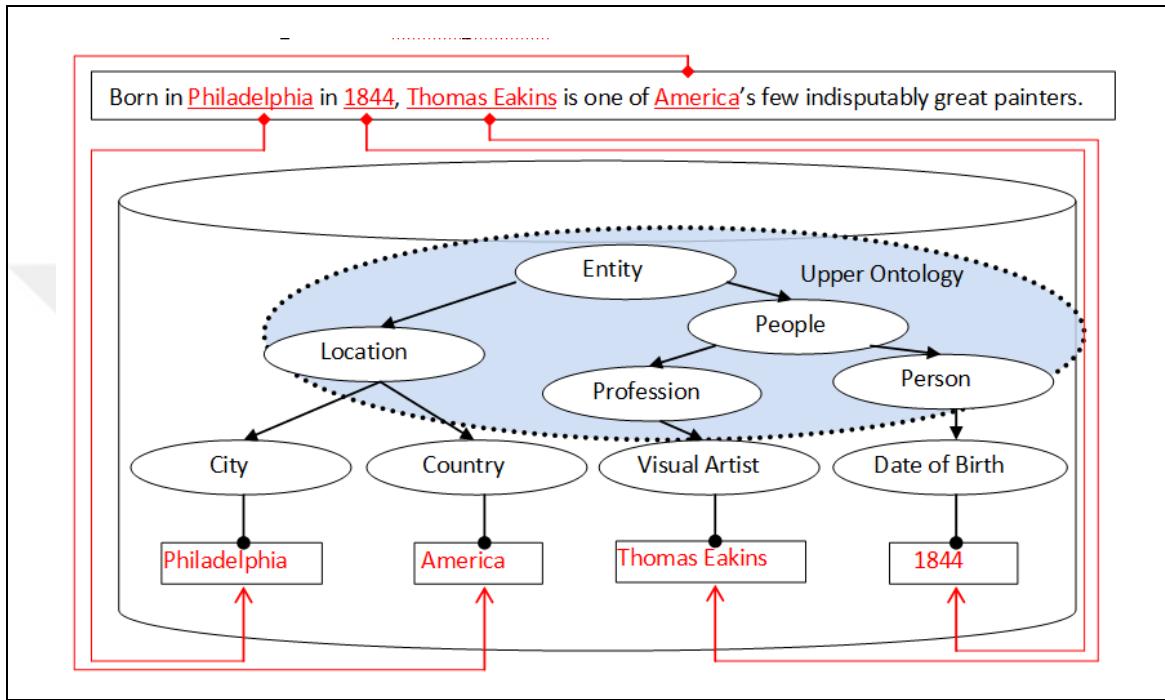 Born in Philadelphia in 1844, Thomas Eakins is one of America’s few indisputably great painters.
Entity
Upper Ontology
People
Location
Profession
Person
City
Country
Visual Artist
Date of Birth
Philadelphia
America
Thomas Eakins
1844